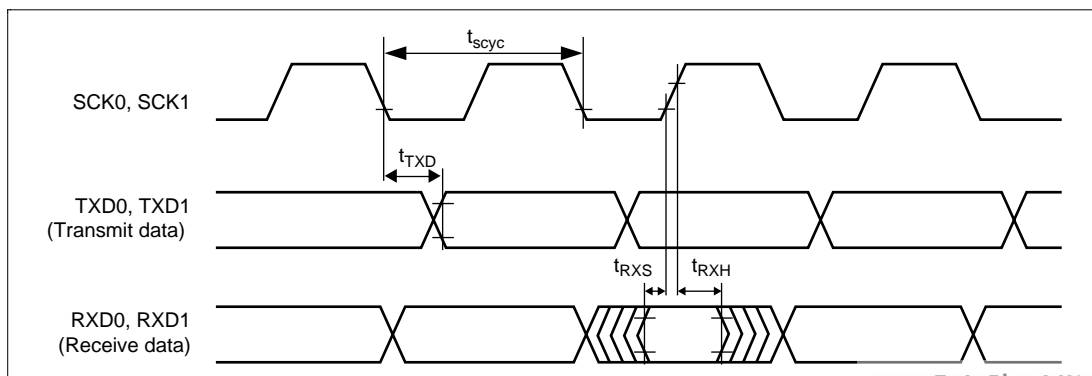 tscyc
SCK0, SCK1
tTXD
TXD0, TXD1
(Transmit data)
tRXS
tRXH
RXD0, RXD1
(Receive data)